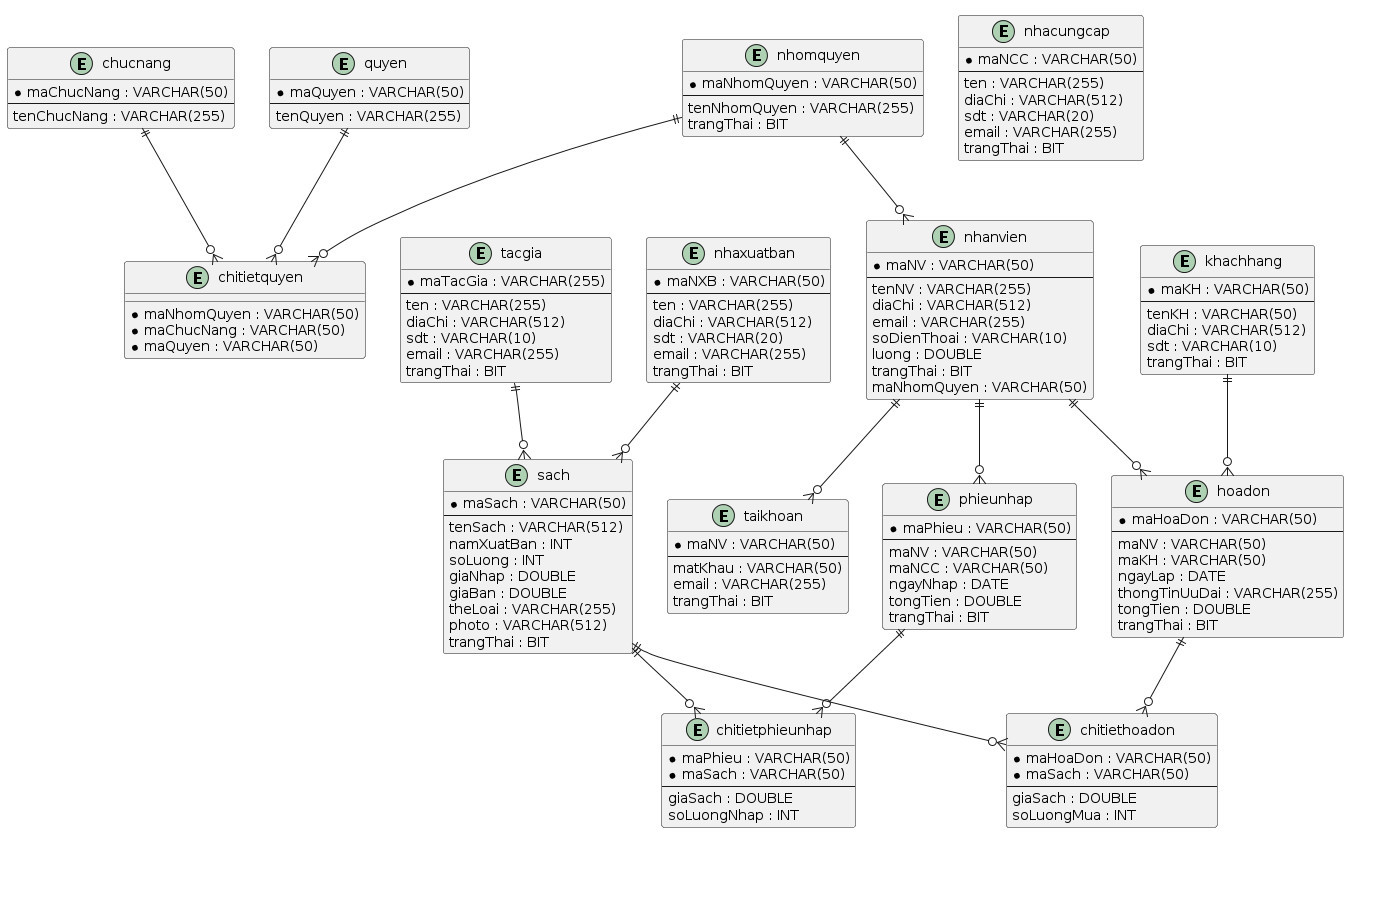 E chucnang
* maChucNang : VARCHAR(50)
tenChucNang : VARCHAR(255)
E quyen
* maQuyen : VARCHAR(50)
tenQuyen : VARCHAR(255)
E nhomquyen
* maNhomQuyen : VARCHAR(50)
tenNhomQuyen : VARCHAR(255)
trangThai : BIT
E nhacungcap
* maNCC : VARCHAR(50)
ten : VARCHAR(255)
diaChi : VARCHAR(512)
sdt : VARCHAR(20)
email : VARCHAR(255)
trangThai : BIT
E chitietquyen
* maNhomQuyen : VARCHAR(50)
* maChucNang : VARCHAR(50)
* maQuyen : VARCHAR(50)
E tacgia
* maTacGia : VARCHAR(255)
ten : VARCHAR(255)
diaChi : VARCHAR(512)
sdt : VARCHAR(10)
email : VARCHAR(255)
trangThai : BIT
E nhaxuatban
* maNXB : VARCHAR(50)
ten : VARCHAR(255)
diaChi : VARCHAR(512)
sdt : VARCHAR(20)
email : VARCHAR(255)
trangThai : BIT
E nhanvien
* maNV : VARCHAR(50)
tenNV : VARCHAR(255)
diaChi : VARCHAR(512)
email : VARCHAR(255)
soDienThoai : VARCHAR(10)
luong : DOUBLE
trangThai : BIT
maNhomQuyen : VARCHAR(50)
E khachhang
* maKH : VARCHAR(50)
tenKH : VARCHAR(50)
diaChi : VARCHAR(512)
sdt : VARCHAR(10)
trangThai : BIT
E sach
* maSach : VARCHAR(50)
tenSach : VARCHAR(512)
namXuatBan : INT
soLuong : INT
giaNhap : DOUBLE
giaBan : DOUBLE
theLoai : VARCHAR(255)
photo : VARCHAR(512)
trangThai : BIT
E taikhoan
* maNV : VARCHAR(50)
matKhau : VARCHAR(50)
email : VARCHAR(255)
trangThai : BIT
E phieunhap
* maPhieu : VARCHAR(50)
maNV : VARCHAR(50)
maNCC : VARCHAR(50)
ngayNhap : DATE
tongTien : DOUBLE
trangThai : BIT
E hoadon
* maHoaDon : VARCHAR(50)
maNV : VARCHAR(50)
maKH : VARCHAR(50)
ngayLap : DATE
thongTinUuDai : VARCHAR(255)
tongTien : DOUBLE
trangThai : BIT
E chitietphieunhap
* maPhieu : VARCHAR(50)
* maSach : VARCHAR(50)
giaSach : DOUBLE
soLuongNhap : INT
E chitiethoadon
* maHoaDon : VARCHAR(50)
* maSach : VARCHAR(50)
giaSach : DOUBLE
soLuongMua : INT